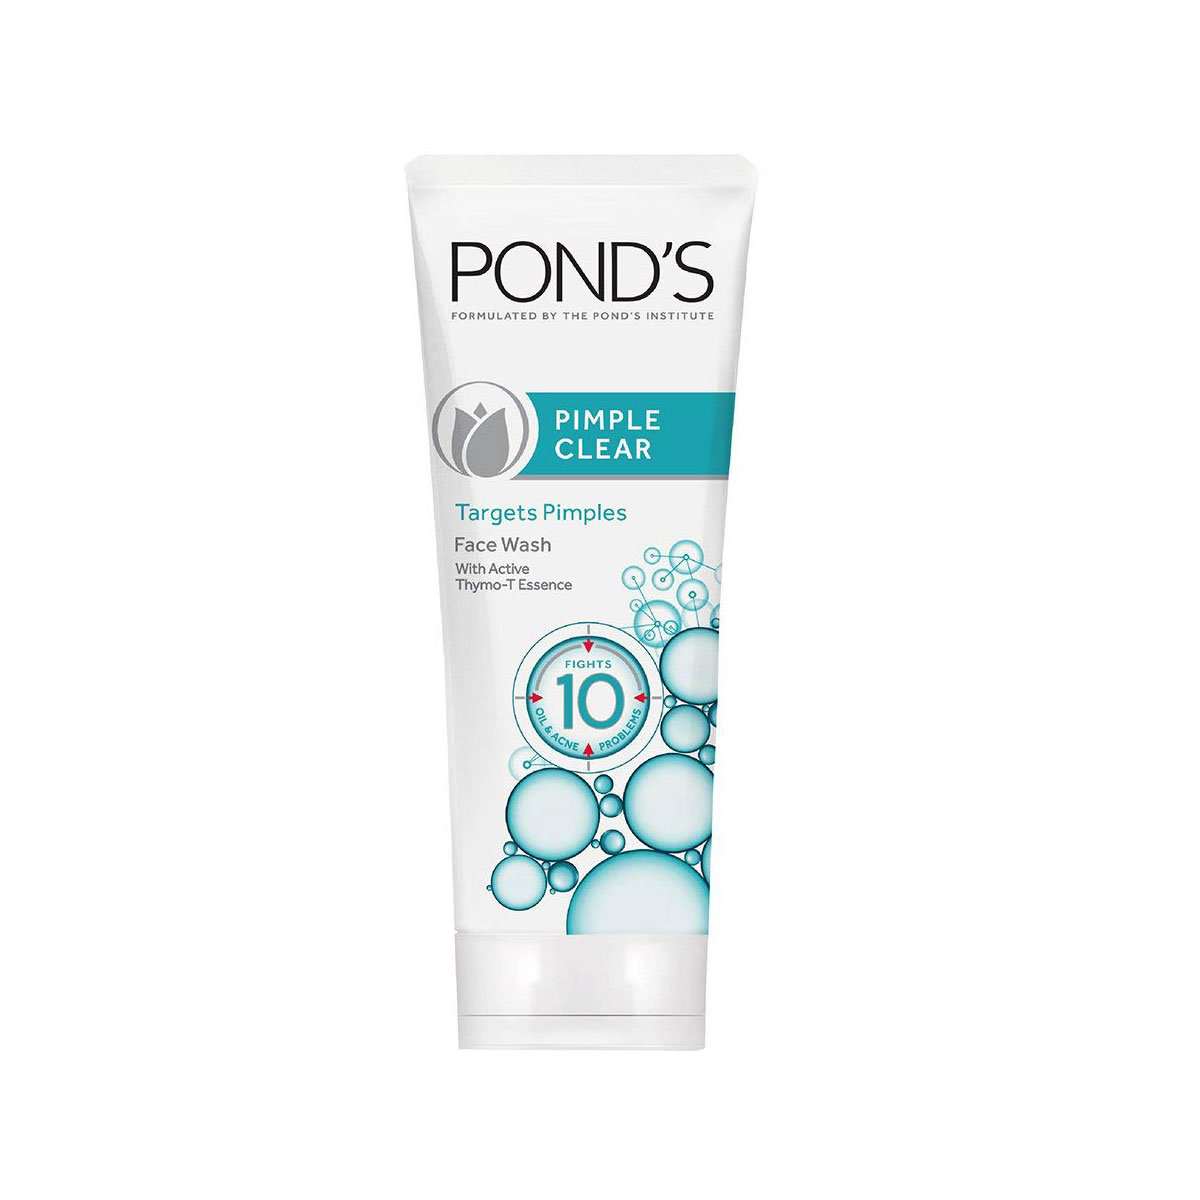 POND'S
FORMULATED BY THE POND'S INSTITUTE
PIMPLE
CLEAR
Targets Pimples
Face Wash
With Active
Thymo-T Essence
FIGHTS
10
OIL & ACNE PROBLEMS